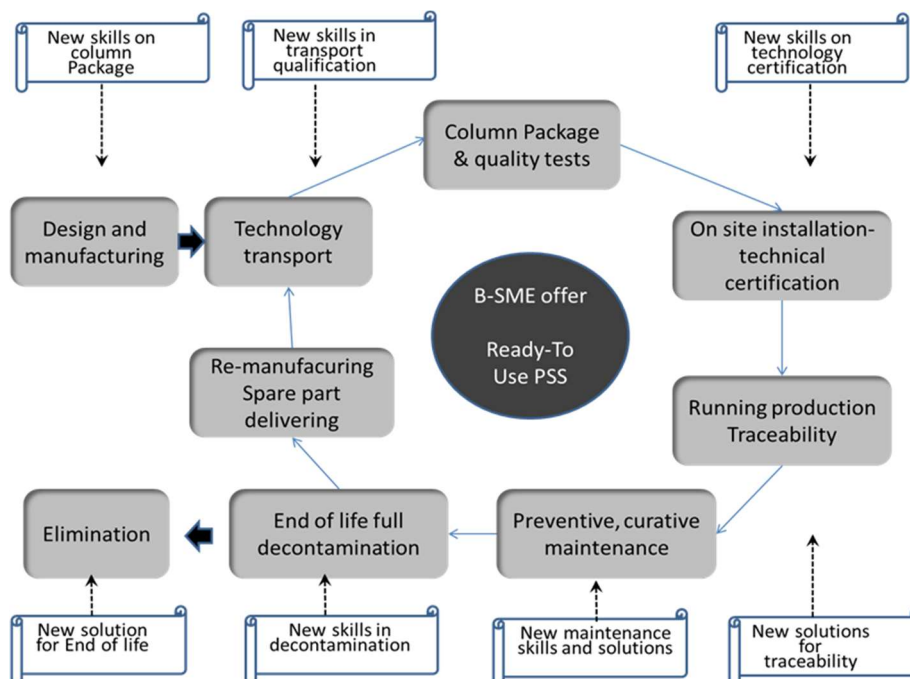 New skills on
column
Package
New skills in
transport
qualification
New skills on
technology
certification
Column Package
& quality tests
Design and
manufacturing
Technology
transport
On site installation-
technical
certification
B-SME offer
Ready-To
Use PSS
Re-manufacuring
Spare part
delivering
Running production
Traceability
Elimination
End of life full
decontamination
Preventive, curative
maintenance
New solution
for End of life
New skills in
decontamination
New maintenance
skills and solutions
New solutions
for
traceability